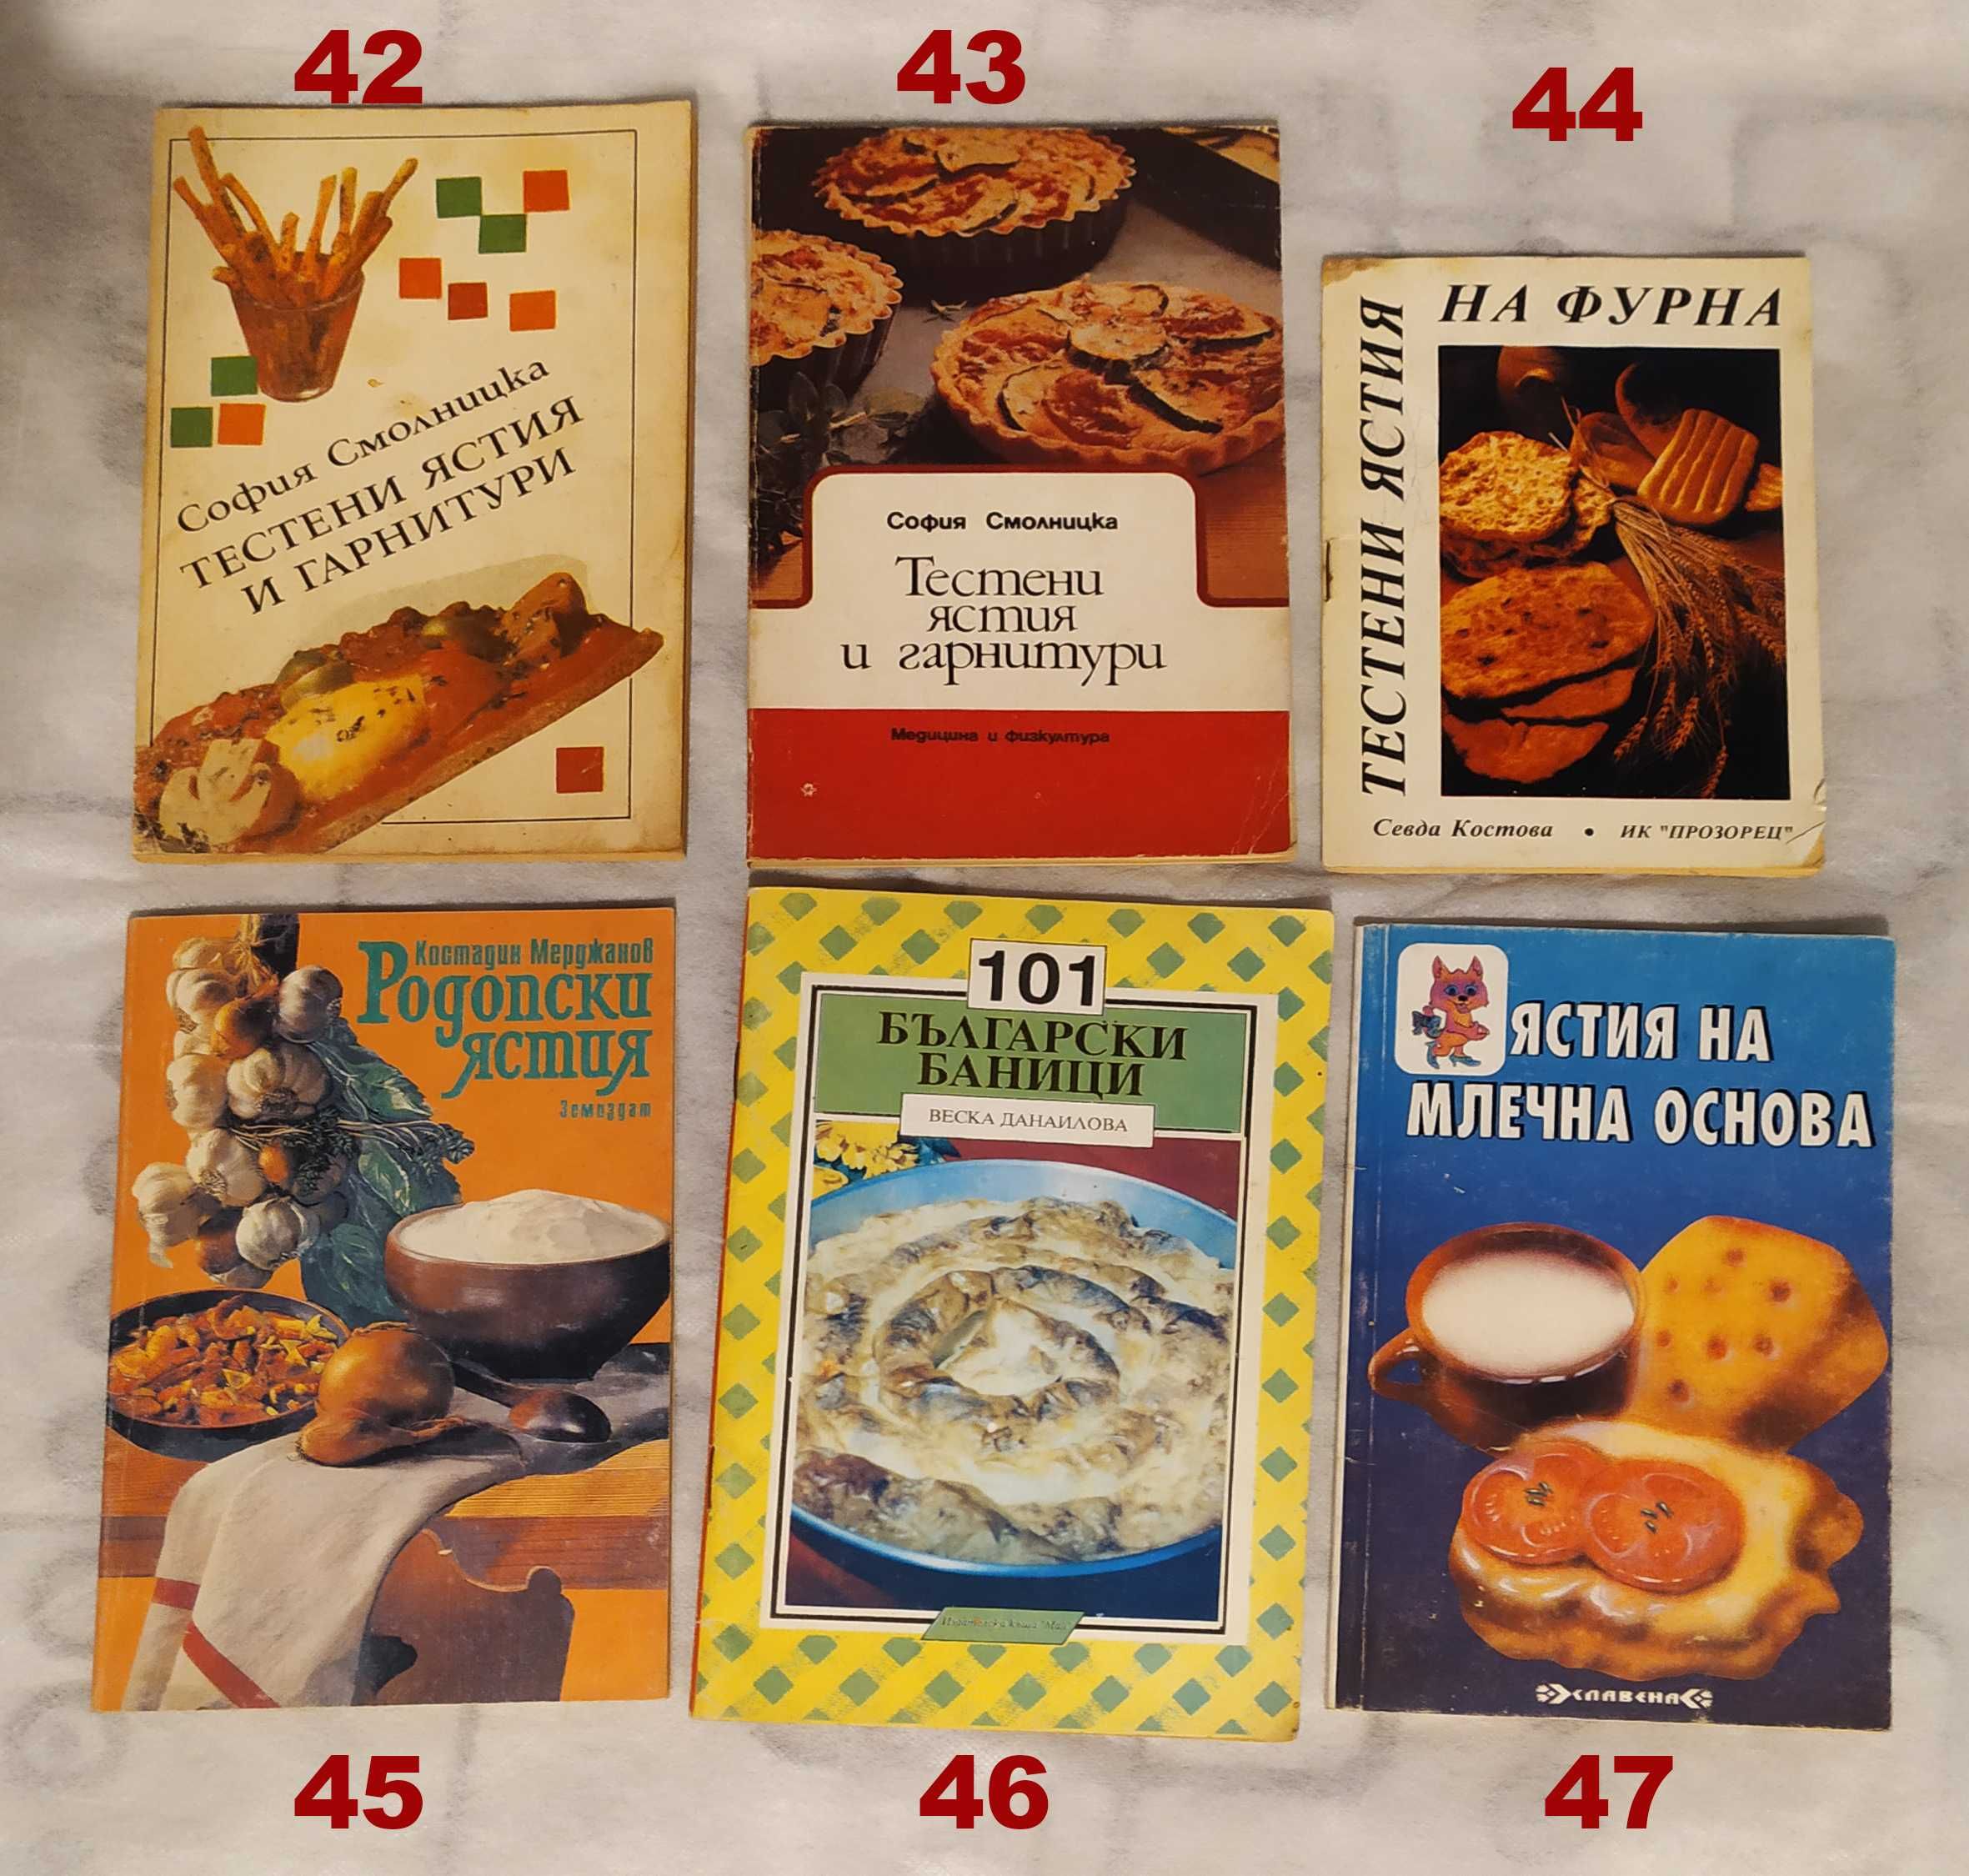 42
43
44
София Смолницка
ТЕСТЕНИ ЯСТИЯ
И ГАРНИТУРИ
София Смолницка
Тестени
ястия
и гарнитури
Медицина и физкултура
НА ФУРНА
ТЕСТЕНИ ЯСТИЯ
Севда Костова • ИК "ПРОЗОРЕЦ"
Костадин Мерджанов
Родопски
ястия
Земиздат
101
БЪЛГАРСКИ
БАНИЦИ
ВЕСКА ДАНАИЛОВА
Издателска къща
ЯСТИЯ НА
МЛЕЧНА ОСНОВА
СЛАВЕНА
45
46
47